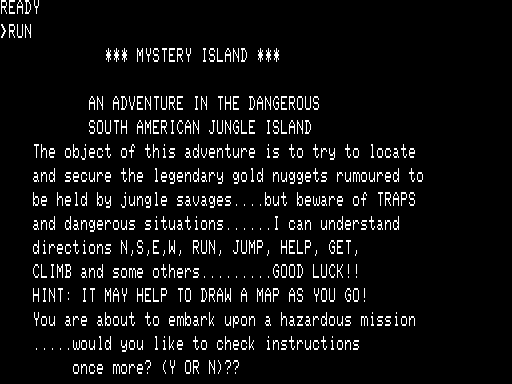 READY
>RUN
*** MYSTERY ISLAND ***
AN ADVENTURE IN THE DANGEROUS
SOUTH AMERICAN JUNGLE ISLAND
The object of this adventure is to try to locate
and secure the legendary gold nuggets rumoured to
be held by jungle savages....but beware of TRAPS
and dangerous situations......I can understand
directions N,S,E,W, RUN, JUMP, HELP, GET,
CLIMB and some others.........GOOD LUCK!!
HINT: IT MAY HELP TO DRAW A MAP AS YOU GO!
You are about to embark upon a hazardous mission
.....would you like to check instructions
once more? (Y OR N)??